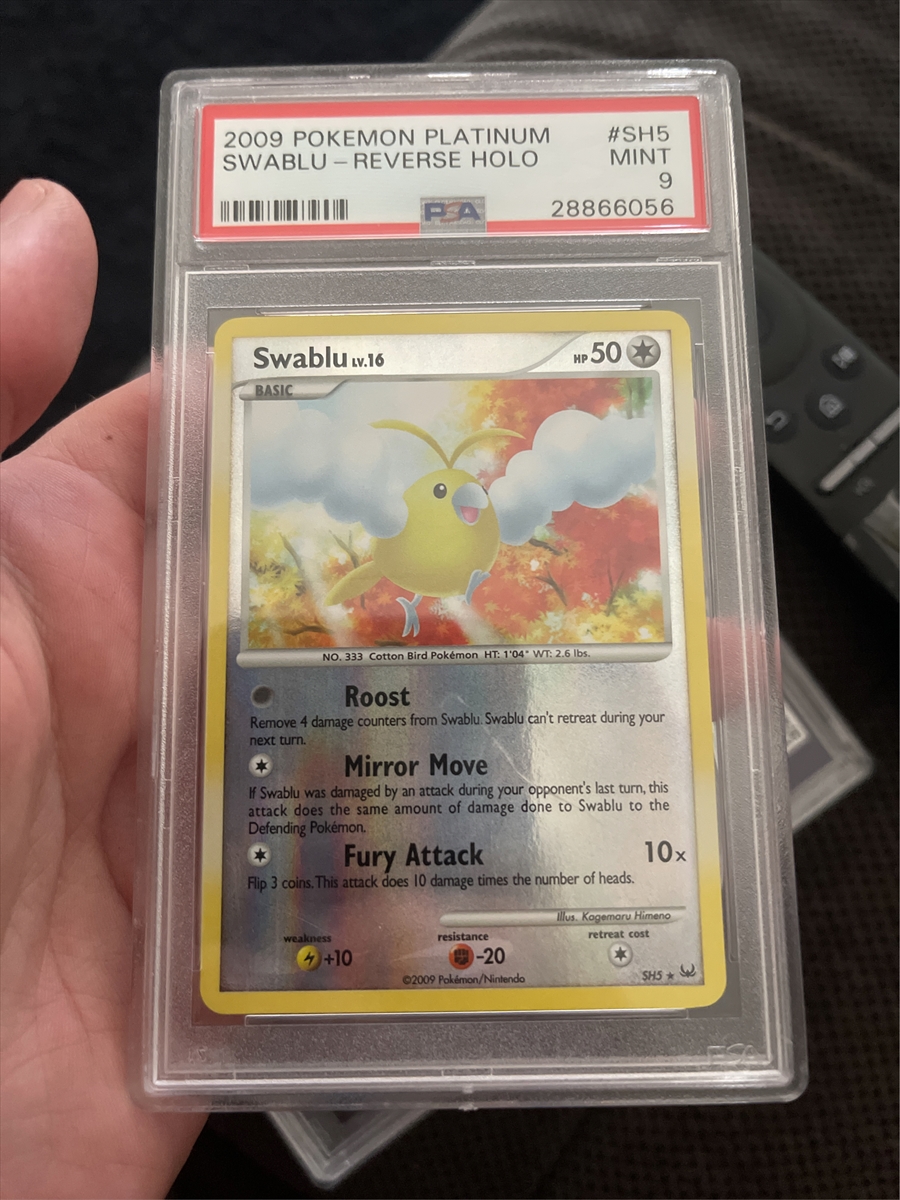 2009 POKEMON PLATINUM #SH5
SWABLU – REVERSE HOLO MINT
9
PSA 28866056
Swablu LV.16 HP 50
BASIC
NO. 333 Cotton Bird Pokémon HT: 1'04" WT: 2.6 lbs.
Roost
Remove 4 damage counters from Swablu. Swablu can't retreat during your
next turn.
Mirror Move
If Swablu was damaged by an attack during your opponent's last turn, this
attack does the same amount of damage done to Swablu to the
Defending Pokémon.
Fury Attack 10x
Flip 3 coins. This attack does 10 damage times the number of heads.
Illus. Kagemaru Himeno
weakness resistance retreat cost
+10 -20
©2009 Pokémon/Nintendo SH5
PSA